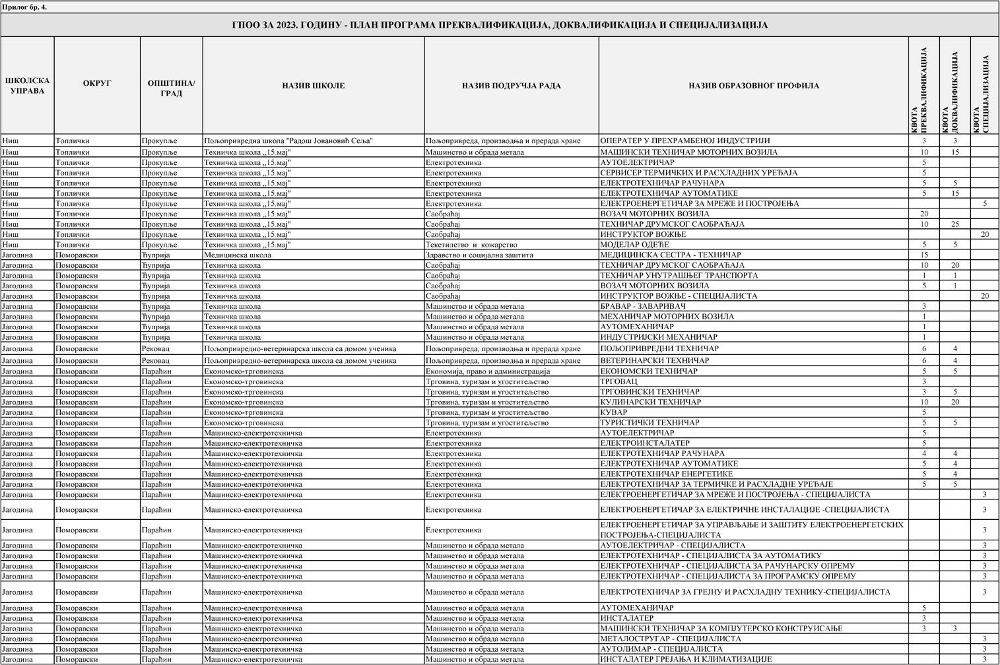 Прилог бр. 4.
ГПОО ЗА 2023. ГОДИНУ - ПЛАН ПРОГРАМА ПРЕКВАЛИФИКАЦИЈА, ДОКВАЛИФИКАЦИЈА И СПЕЦИЈАЛИЗАЦИЈА
ШКОЛСКА УПРАВА ОКРУГ ОПШТИНА/ ГРАД НАЗИВ ШКОЛЕ НАЗИВ ПОДРУЧЈА РАДА НАЗИВ ОБРАЗОВНОГ ПРОФИЛА КВОТА ПРЕКВАЛИФИКАЦИЈА КВОТА ДОКВАЛИФИКАЦИЈА КВОТА СПЕЦИЈАЛИЗАЦИЈА
Ниш Топлички Прокупље Пољопривредна школа "Радош Јовановић Сеља" Пољопривреда, производња и прерада хране ОПЕРАТЕР У ПРЕХРАМБЕНОЈ ИНДУСТРИЈИ 3 3
Ниш Топлички Прокупље Техничка школа ,,15.мај" Машинство и обрада метала МАШИНСКИ ТЕХНИЧАР МОТОРНИХ ВОЗИЛА 10 15
Ниш Топлички Прокупље Техничка школа ,,15.мај" Електротехника АУТОЕЛЕКТРИЧАР 5
Ниш Топлички Прокупље Техничка школа ,,15.мај" Електротехника СЕРВИСЕР ТЕРМИЧКИХ И РАСХЛАДНИХ УРЕЂАЈА 5
Ниш Топлички Прокупље Техничка школа ,,15.мај" Електротехника ЕЛЕКТРОТЕХНИЧАР РАЧУНАРА 5 5
Ниш Топлички Прокупље Техничка школа ,,15.мај" Електротехника ЕЛЕКТРОТЕХНИЧАР АУТОМАТИКЕ 5 15
Ниш Топлички Прокупље Техничка школа ,,15.мај" Електротехника ЕЛЕКТРОЕНЕРГЕТИЧАР ЗА МРЕЖЕ И ПОСТРОЈЕЊА 5
Ниш Топлички Прокупље Техничка школа ,,15.мај" Саобраћај ВОЗАЧ МОТОРНИХ ВОЗИЛА 20
Ниш Топлички Прокупље Техничка школа ,,15.мај" Саобраћај ТЕХНИЧАР ДРУМСКОГ САОБРАЋАЈА 10 25
Ниш Топлички Прокупље Техничка школа ,,15.мај" Саобраћај ИНСТРУКТОР ВОЖЊЕ 20
Ниш Топлички Прокупље Техничка школа ,,15.мај" Текстилство и кожарство МОДЕЛАР ОДЕЋЕ 5 5
Јагодина Поморавски Ћуприја Медицинска школа Здравство и социјална заштита МЕДИЦИНСКА СЕСТРА - ТЕХНИЧАР 15
Јагодина Поморавски Ћуприја Техничка школа Саобраћај ТЕХНИЧАР ДРУМСКОГ САОБРАЋАЈА 10 20
Јагодина Поморавски Ћуприја Техничка школа Саобраћај ТЕХНИЧАР УНУТРАШЊЕГ ТРАНСПОРТА 1 1
Јагодина Поморавски Ћуприја Техничка школа Саобраћај ВОЗАЧ МОТОРНИХ ВОЗИЛА 5 1
Јагодина Поморавски Ћуприја Техничка школа Саобраћај ИНСТРУКТОР ВОЖЊЕ - СПЕЦИЈАЛИСТА 20
Јагодина Поморавски Ћуприја Техничка школа Машинство и обрада метала БРАВАР - ЗАВАРИВАЧ 3
Јагодина Поморавски Ћуприја Техничка школа Машинство и обрада метала МЕХАНИЧАР МОТОРНИХ ВОЗИЛА 1
Јагодина Поморавски Ћуприја Техничка школа Машинство и обрада метала АУТОМЕХАНИЧАР 1
Јагодина Поморавски Ћуприја Техничка школа Машинство и обрада метала ИНДУСТРИЈСКИ МЕХАНИЧАР 1
Јагодина Поморавски Рековац Пољопривредно-ветеринарска школа са домом ученика Пољопривреда, производња и прерада хране ПОЉОПРИВРЕДНИ ТЕХНИЧАР 6 4
Јагодина Поморавски Рековац Пољопривредно-ветеринарска школа са домом ученика Пољопривреда, производња и прерада хране ВЕТЕРИНАРСКИ ТЕХНИЧАР 6 4
Јагодина Поморавски Параћин Економско-трговинска Економија, право и администрација ЕКОНОМСКИ ТЕХНИЧАР 5 5
Јагодина Поморавски Параћин Економско-трговинска Трговина, туризам и угоститељство ТРГОВАЦ 3
Јагодина Поморавски Параћин Економско-трговинска Трговина, туризам и угоститељство ТРГОВИНСКИ ТЕХНИЧАР 3 5
Јагодина Поморавски Параћин Економско-трговинска Трговина, туризам и угоститељство КУЛИНАРСКИ ТЕХНИЧАР 10 20
Јагодина Поморавски Параћин Економско-трговинска Трговина, туризам и угоститељство КУВАР 5
Јагодина Поморавски Параћин Економско-трговинска Трговина, туризам и угоститељство ТУРИСТИЧКИ ТЕХНИЧАР 5 5
Јагодина Поморавски Параћин Машинско-електротехничка Електротехника АУТОЕЛЕКТРИЧАР 5
Јагодина Поморавски Параћин Машинско-електротехничка Електротехника ЕЛЕКТРОИНСТАЛАТЕР 5
Јагодина Поморавски Параћин Машинско-електротехничка Електротехника ЕЛЕКТРОТЕХНИЧАР РАЧУНАРА 4 4
Јагодина Поморавски Параћин Машинско-електротехничка Електротехника ЕЛЕКТРОТЕХНИЧАР АУТОМАТИКЕ 5 4
Јагодина Поморавски Параћин Машинско-електротехничка Електротехника ЕЛЕКТРОТЕХНИЧАР ЕНЕРГЕТИКЕ 5 4
Јагодина Поморавски Параћин Машинско-електротехничка Електротехника ЕЛЕКТРОТЕХНИЧАР ЗА ТЕРМИЧКЕ И РАСХЛАДНЕ УРЕЂАЈЕ 5 5
Јагодина Поморавски Параћин Машинско-електротехничка Електротехника ЕЛЕКТРОЕНЕРГЕТИЧАР ЗА МРЕЖЕ И ПОСТРОЈЕЊА - СПЕЦИЈАЛИСТА 3
Јагодина Поморавски Параћин Машинско-електротехничка Електротехника ЕЛЕКТРОЕНЕРГЕТИЧАР ЗА ЕЛЕКТРИЧНЕ ИНСТАЛАЦИЈЕ -СПЕЦИЈАЛИСТА 3
Јагодина Поморавски Параћин Машинско-електротехничка Електротехника ЕЛЕКТРОЕНЕРГЕТИЧАР ЗА УПРАВЉАЊЕ И ЗАШТИТУ ЕЛЕКТРОЕНЕРГЕТСКИХ ПОСТРОЈЕЊА-СПЕЦИЈАЛИСТА 3
Јагодина Поморавски Параћин Машинско-електротехничка Машинство и обрада метала АУТОЕЛЕКТРИЧАР - СПЕЦИЈАЛИСТА 3
Јагодина Поморавски Параћин Машинско-електротехничка Машинство и обрада метала ЕЛЕКТРОТЕХНИЧАР - СПЕЦИЈАЛИСТА ЗА АУТОМАТИКУ 3
Јагодина Поморавски Параћин Машинско-електротехничка Машинство и обрада метала ЕЛЕКТРОТЕХНИЧАР - СПЕЦИЈАЛИСТА ЗА РАЧУНАРСКУ ОПРЕМУ 3
Јагодина Поморавски Параћин Машинско-електротехничка Машинство и обрада метала ЕЛЕКТРОТЕХНИЧАР - СПЕЦИЈАЛИСТА ЗА ПРОГРАМСКУ ОПРЕМУ 3
Јагодина Поморавски Параћин Машинско-електротехничка Машинство и обрада метала ЕЛЕКТРОТЕХНИЧАР ЗА ГРЕЈНУ И РАСХЛАДНУ ТЕХНИКУ-СПЕЦИЈАЛИСТА 3
Јагодина Поморавски Параћин Машинско-електротехничка Машинство и обрада метала АУТОМЕХАНИЧАР 5
Јагодина Поморавски Параћин Машинско-електротехничка Машинство и обрада метала ИНСТАЛАТЕР 3
Јагодина Поморавски Параћин Машинско-електротехничка Машинство и обрада метала МАШИНСКИ ТЕХНИЧАР ЗА КОМПЈУТЕРСКО КОНСТРУИСАЊЕ 3 3
Јагодина Поморавски Параћин Машинско-електротехничка Машинство и обрада метала МЕТАЛОСТРУГАР - СПЕЦИЈАЛИСТА 3
Јагодина Поморавски Параћин Машинско-електротехничка Машинство и обрада метала АУТОЛИМАР - СПЕЦИЈАЛИСТА 3
Јагодина Поморавски Параћин Машинско-електротехничка Машинство и обрада метала ИНСТАЛАТЕР ГРЕЈАЊА И КЛИМАТИЗАЦИЈЕ 3